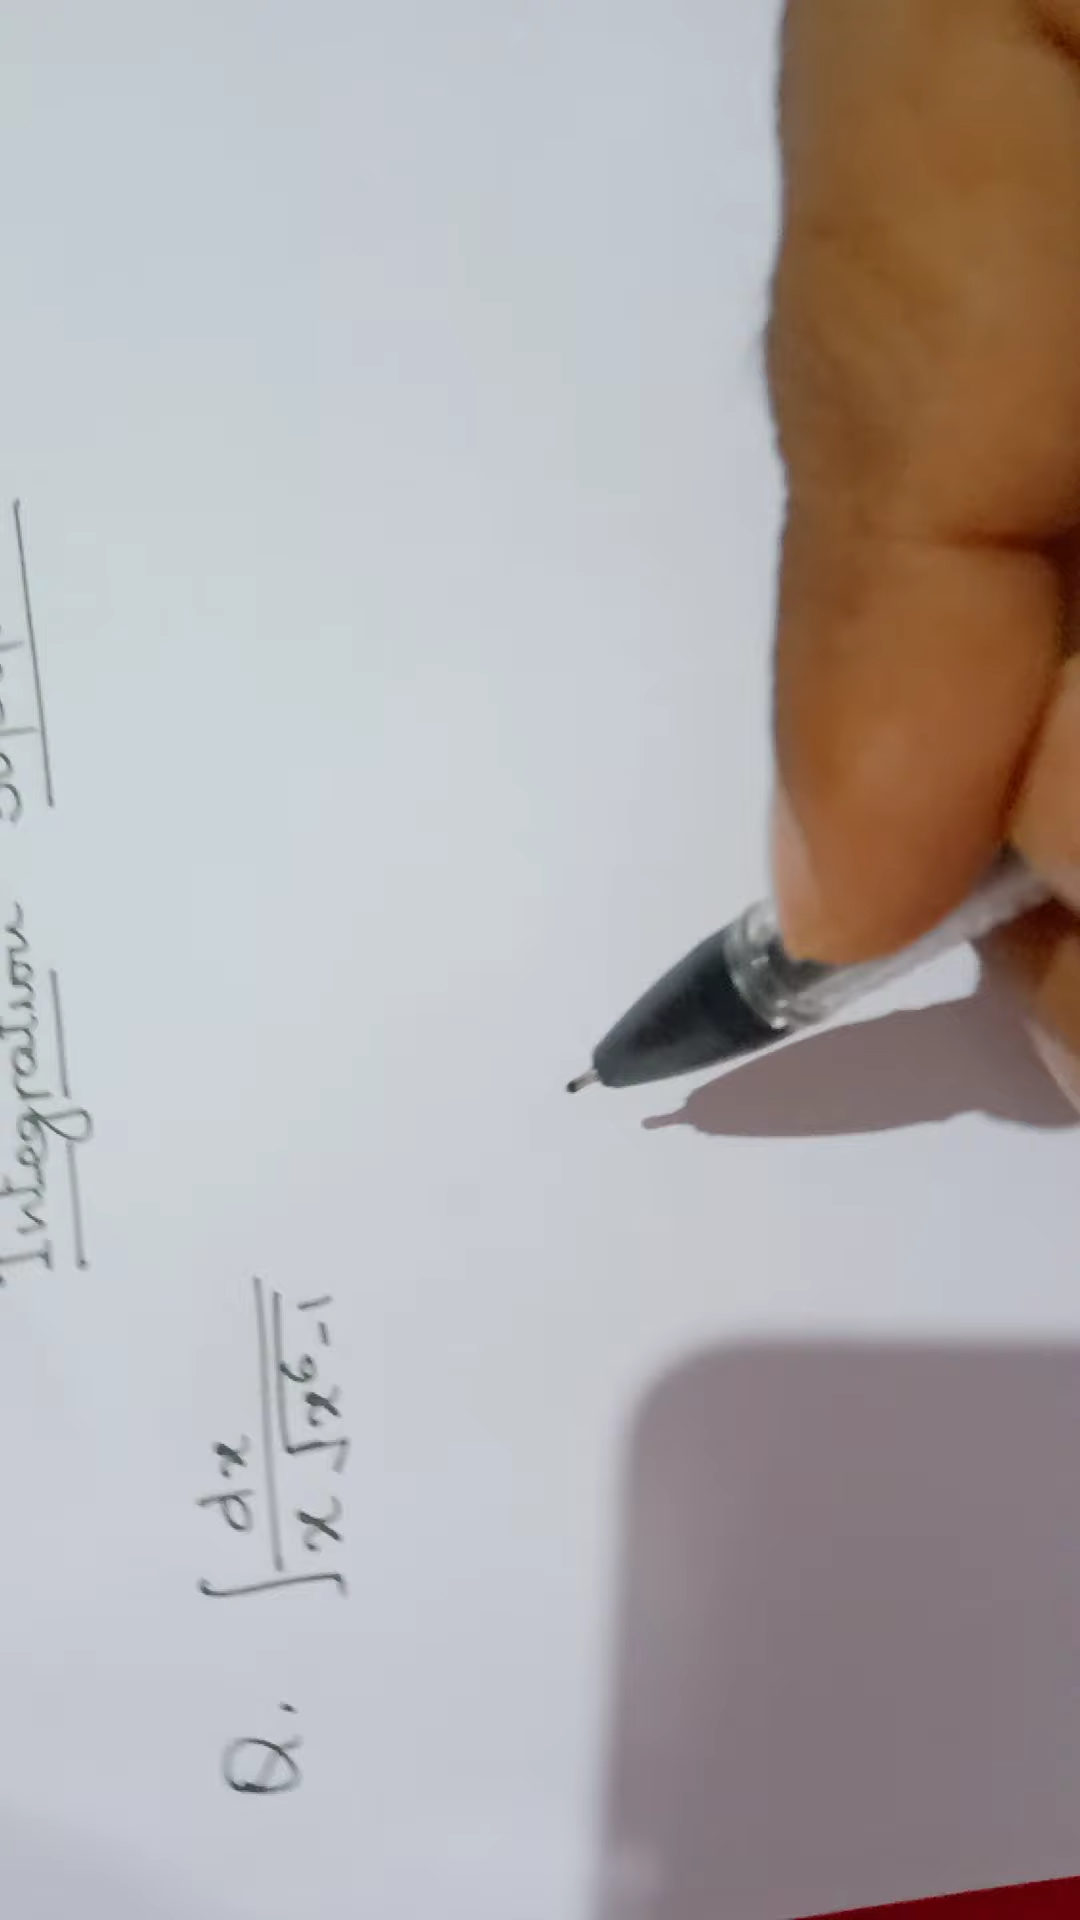 Integration
Q. ∫ dx / x √x⁶-1